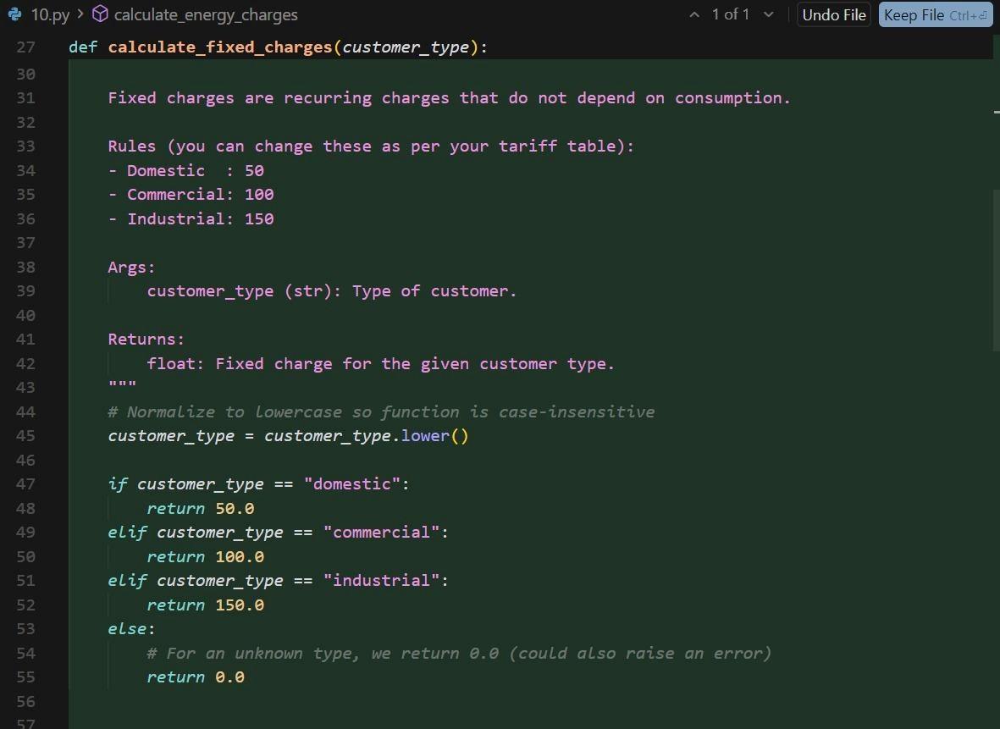 10.py > calculate_energy_charges 1 of 1 Undo File Keep File Ctrl+⏎
27 def calculate_fixed_charges(customer_type):
30
31 Fixed charges are recurring charges that do not depend on consumption.
32
33 Rules (you can change these as per your tariff table):
34 - Domestic  : 50
35 - Commercial: 100
36 - Industrial: 150
37
38 Args:
39     customer_type (str): Type of customer.
40
41 Returns:
42     float: Fixed charge for the given customer type.
43 """
44 # Normalize to lowercase so function is case-insensitive
45 customer_type = customer_type.lower()
46
47 if customer_type == "domestic":
48     return 50.0
49 elif customer_type == "commercial":
50     return 100.0
51 elif customer_type == "industrial":
52     return 150.0
53 else:
54     # For an unknown type, we return 0.0 (could also raise an error)
55     return 0.0
56
57